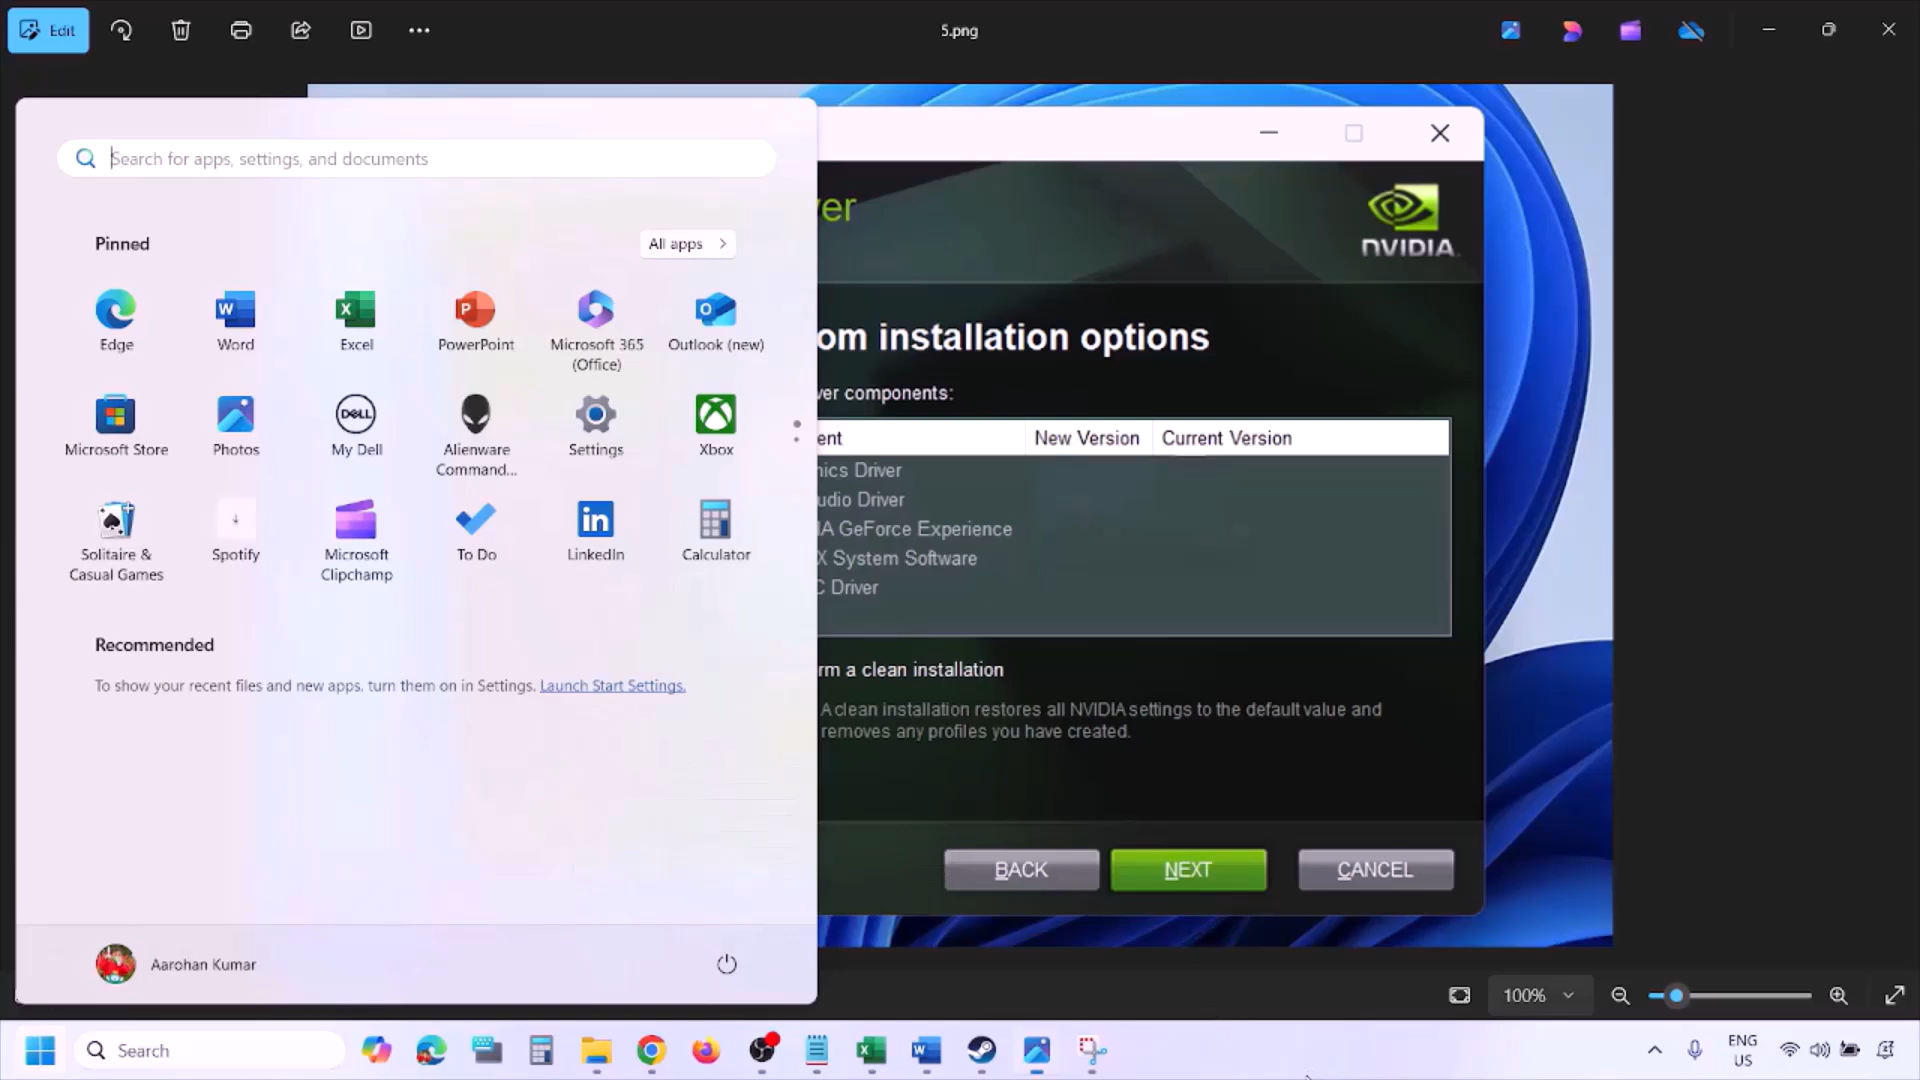 Edit
5.png
Search for apps, settings, and documents
Pinned
All apps
Edge
Word
Excel
PowerPoint
Microsoft 365
(Office)
Outlook (new)
Microsoft Store
Photos
DELL
My Dell
Alienware
Command...
Settings
Xbox
Solitaire &
Casual Games
Spotify
Microsoft
Clipchamp
To Do
LinkedIn
Calculator
Recommended
To show your recent files and new apps, turn them on in Settings. Launch Start Settings.
Aarohan Kumar
ver
NVIDIA
om installation options
ver components:
ent
New Version
Current Version
nics Driver
udio Driver
IA GeForce Experience
X System Software
C Driver
rm a clean installation
A clean installation restores all NVIDIA settings to the default value and
removes any profiles you have created.
BACK
NEXT
CANCEL
100%
Search
ENG
US